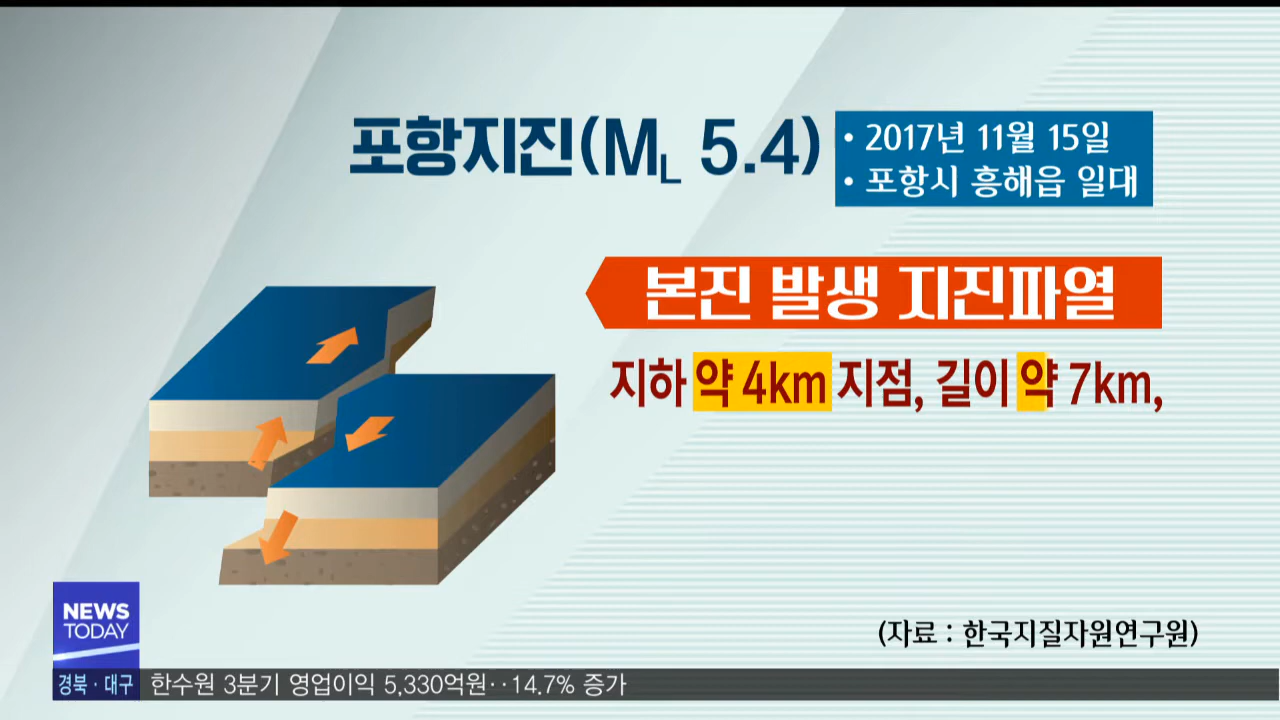 포항지진(ML 5.4)
• 2017년 11월 15일
• 포항시 흥해읍 일대
본진 발생 지진파열
지하 약 4km 지점, 길이 약 7km,
(자료 : 한국지질자원연구원)
NEWS
TODAY
경북·대구 한수원 3분기 영업이익 5,330억원‥14.7% 증가